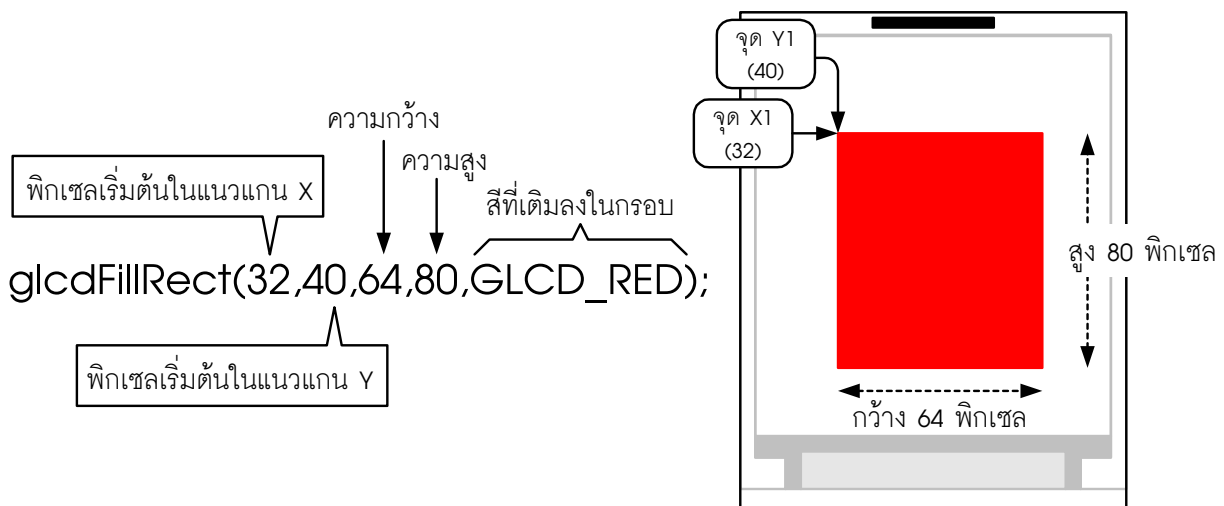 ความกว้าง
ความสูง
พิกเซลเริ่มต้นในแนวแกน X
สีที่เติมลงในกรอบ
glcdFillRect(32,40,64,80,GLCD_RED);
พิกเซลเริ่มต้นในแนวแกน Y
จุด Y1
(40)
จุด X1
(32)
สูง 80 พิกเซล
กว้าง 64 พิกเซล